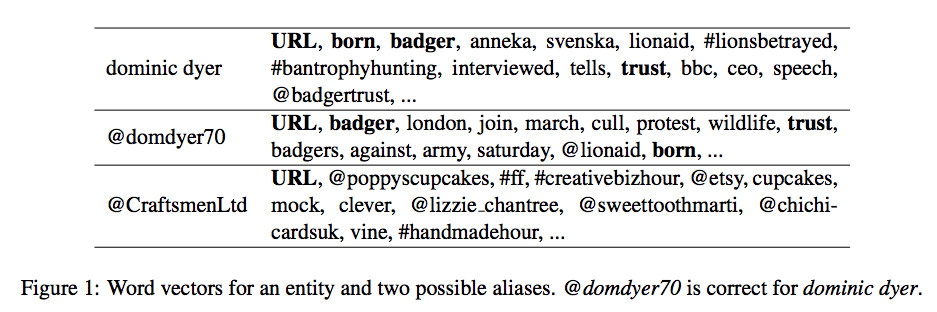 URL, born, badger, anneka, svenska, lionaid, #lionsbetrayed,
dominic dyer #bantrophyhunting, interviewed, tells, trust, bbc, ceo, speech,
@badgertrust, ...
URL, badger, london, join, march, cull, protest, wildlife, trust,
@domdyer70 badgers, against, army, saturday, @lionaid, born, ...
URL, @poppyscupcakes, #ff, #creativebizhour, @etsy, cupcakes,
@CraftsmenLtd mock, clever, @lizzie_chantree, @sweettoothmarti, @chichi-
cardsuk, vine, #handmadehour, ...
Figure 1: Word vectors for an entity and two possible aliases. @domdyer70 is correct for dominic dyer.